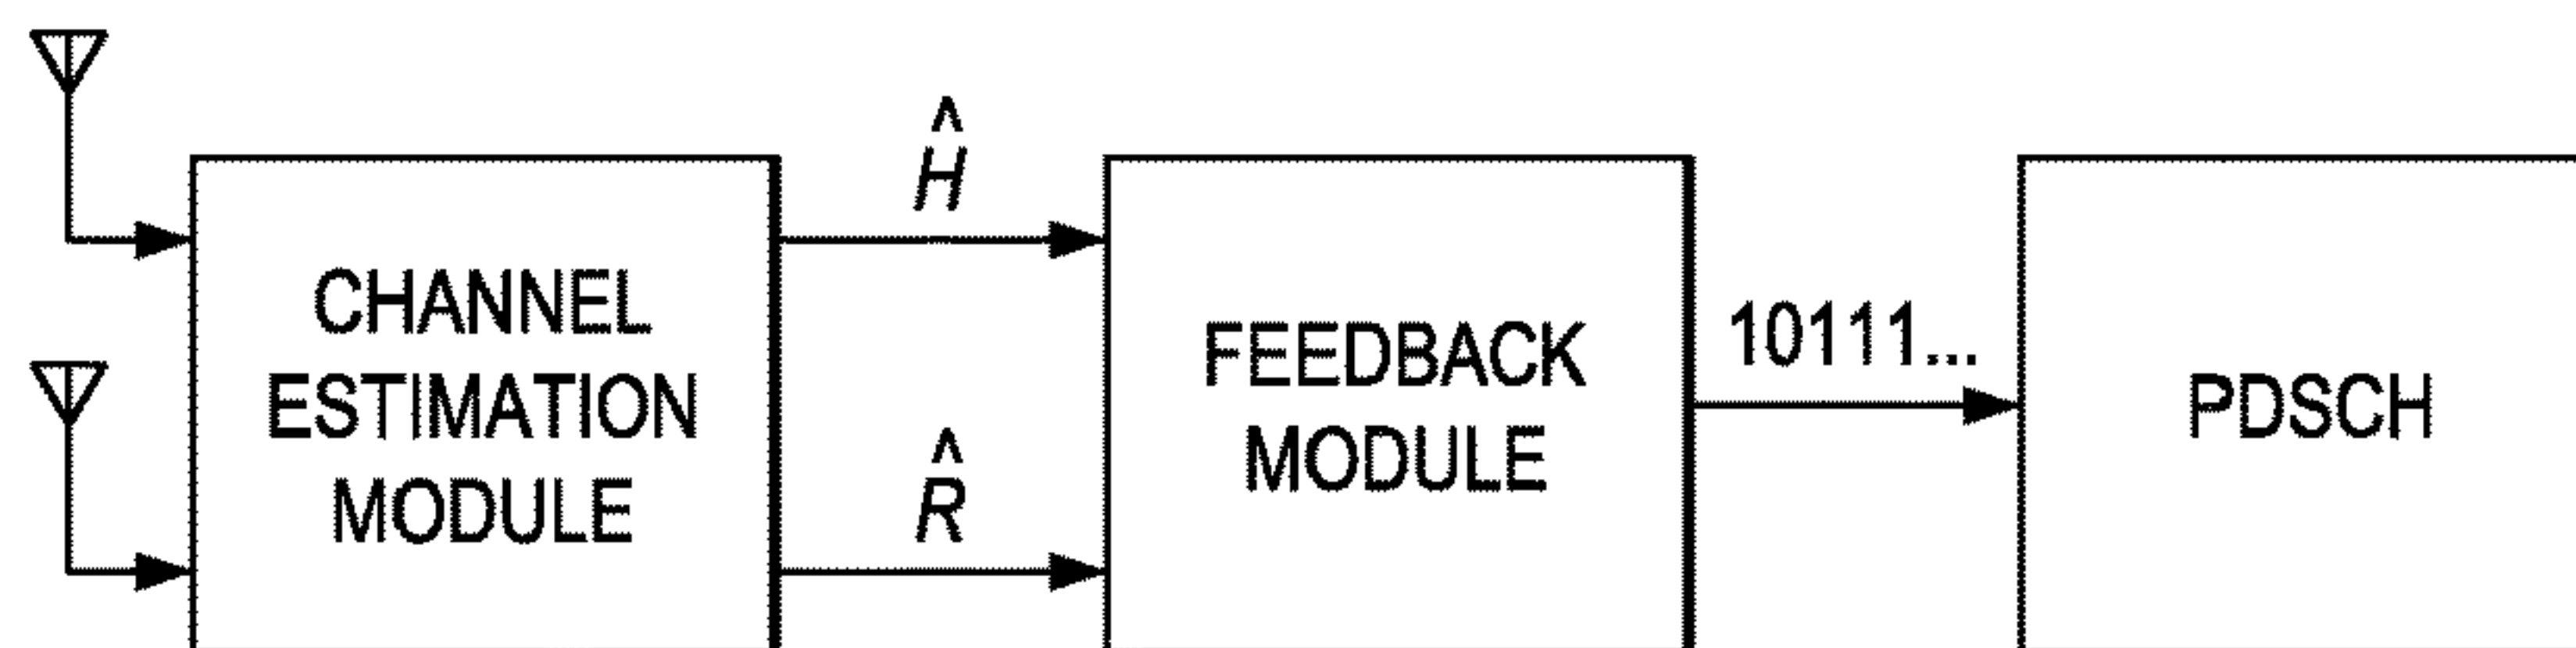 Ĥ
CHANNEL
ESTIMATION
MODULE
R̂
FEEDBACK
MODULE
10111...
PDSCH